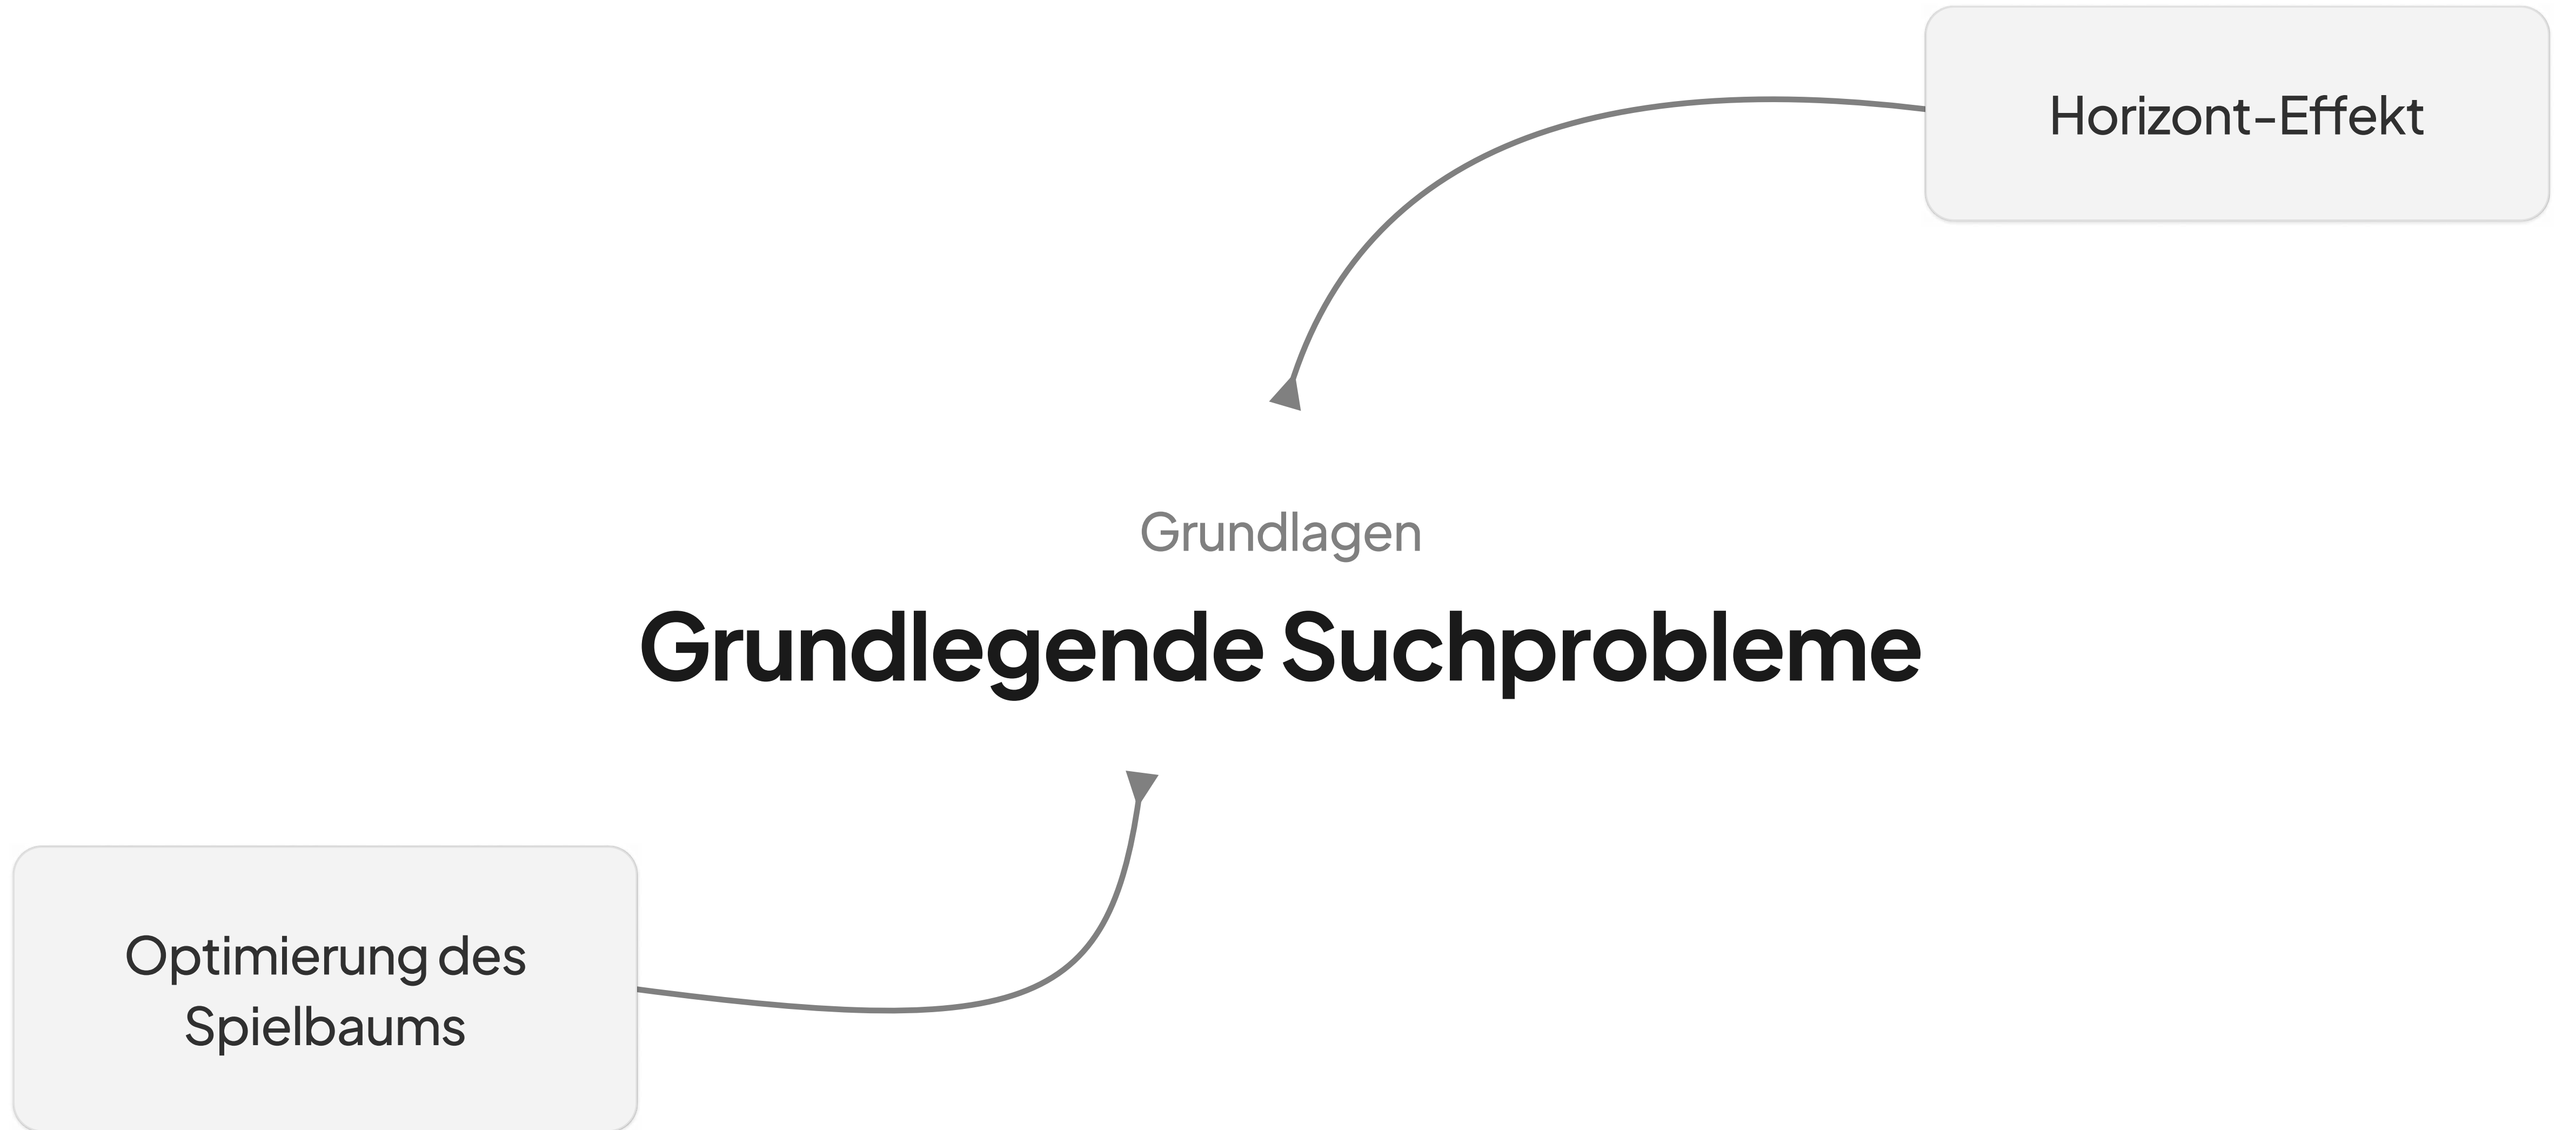 Horizont-Effekt
Grundlagen
Grundlegende Suchprobleme
Optimierung des
Spielbaums